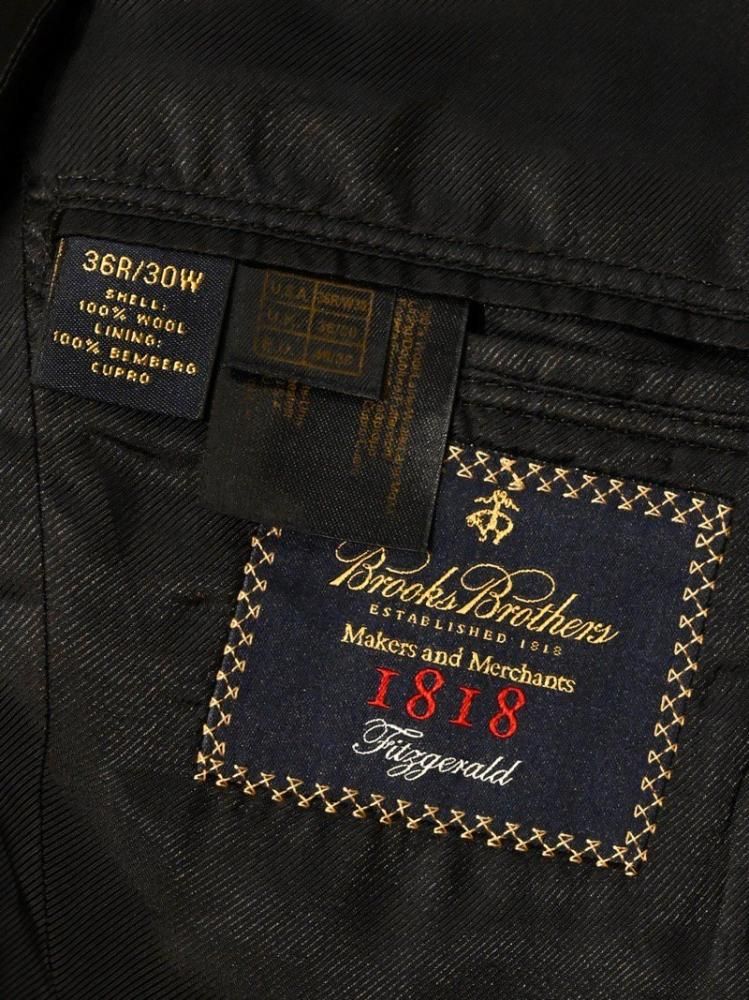 36R/30W
SHELL:
100% WOOL
LINING:
100% BEMBERG
CUPRO
U.S.A.
U.K.
Brooks Brothers
ESTABLISHED 1818
Makers and Merchants
1818
Fitzgerald